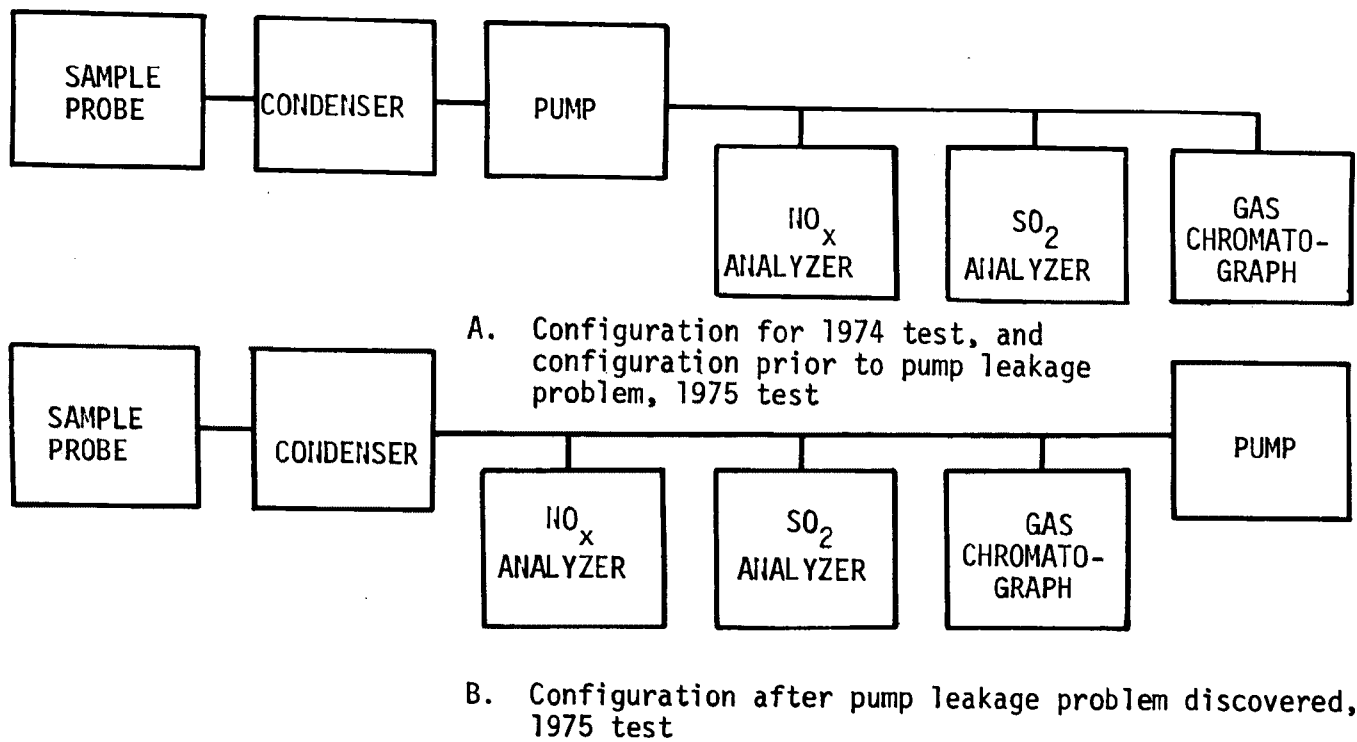 SAMPLE
PROBE
CONDENSER
PUMP
NOx
ANALYZER
SO2
ANALYZER
GAS
CHROMATO-
GRAPH
A. Configuration for 1974 test, and
configuration prior to pump leakage
problem, 1975 test
SAMPLE
PROBE
CONDENSER
NOx
ANALYZER
SO2
ANALYZER
GAS
CHROMATO-
GRAPH
PUMP
B. Configuration after pump leakage problem discovered,
1975 test